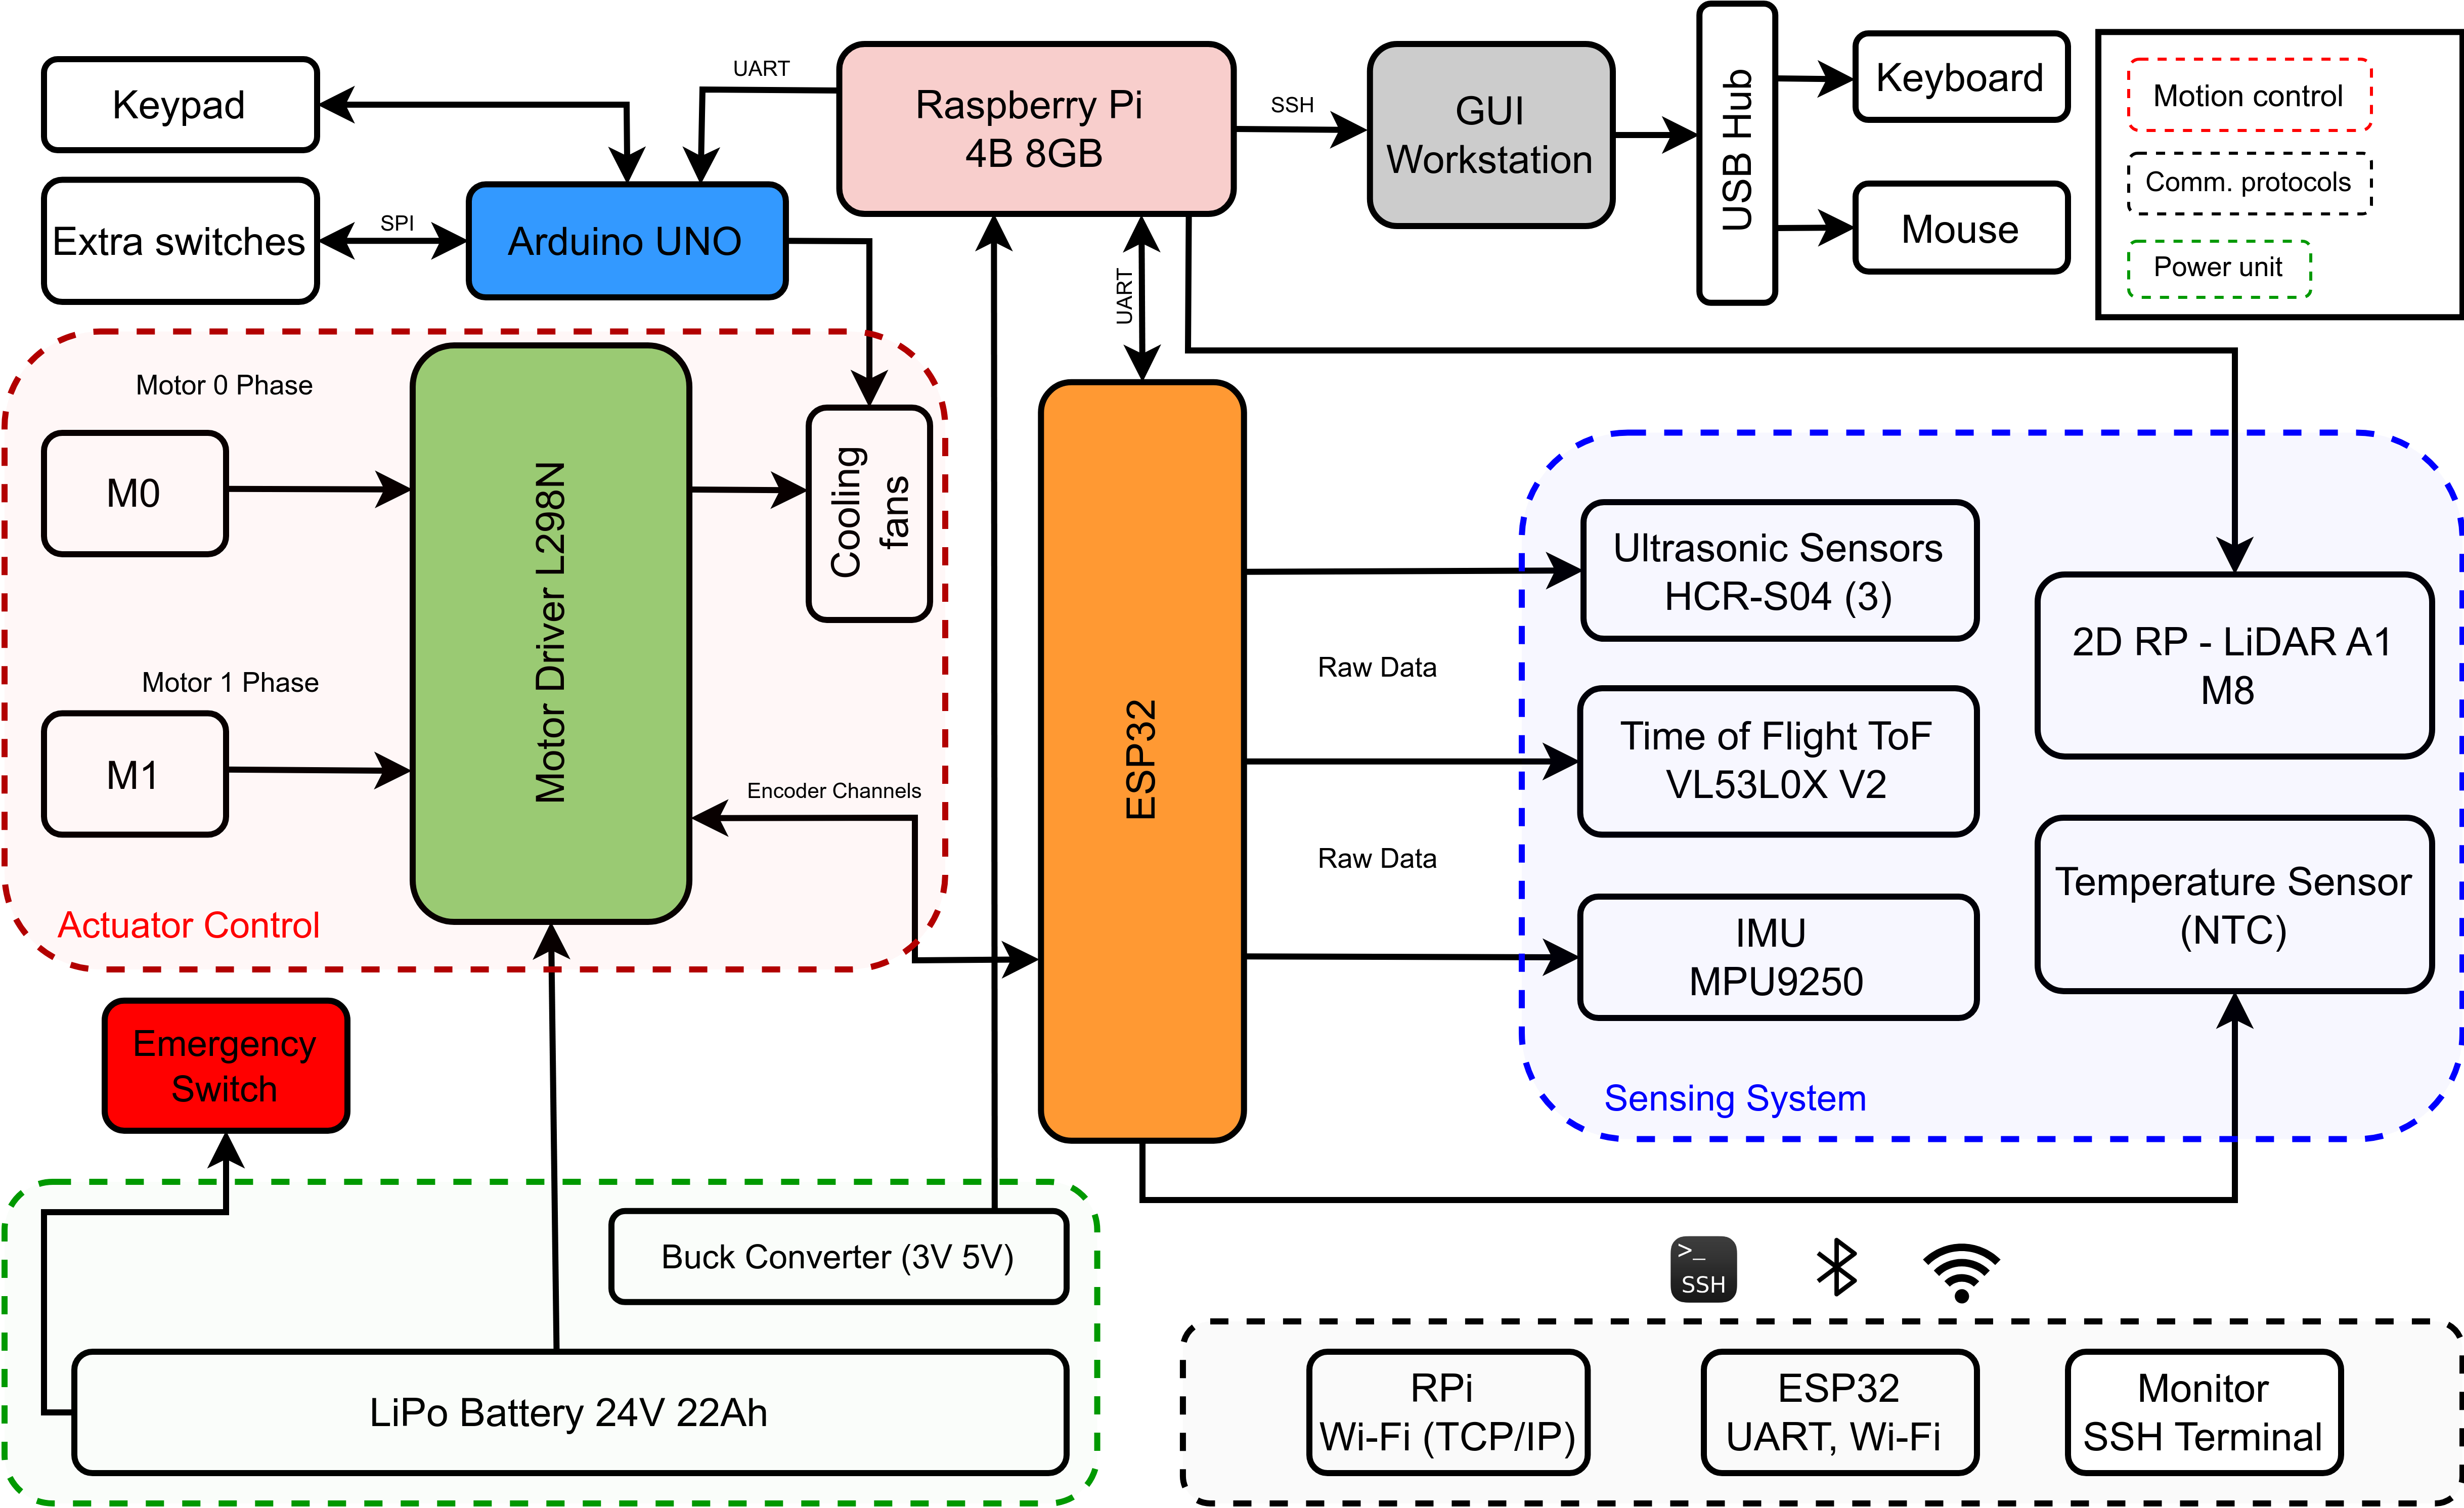 Keypad
UART
Raspberry Pi
4B 8GB
SSH
GUI
Workstation
USB Hub
Keyboard
Mouse
Motion control
Comm. protocols
Power unit
Extra switches
SPI
Arduino UNO
UART
Motor 0 Phase
M0
Motor 1 Phase
M1
Motor Driver L298N
Cooling
fans
Encoder Channels
Actuator Control
ESP32
Raw Data
Raw Data
Ultrasonic Sensors
HCR-S04 (3)
Time of Flight ToF
VL53L0X V2
IMU
MPU9250
2D RP - LiDAR A1
M8
Temperature Sensor
(NTC)
Sensing System
Emergency
Switch
Buck Converter (3V 5V)
LiPo Battery 24V 22Ah
>_
SSH
RPi
Wi-Fi (TCP/IP)
ESP32
UART, Wi-Fi
Monitor
SSH Terminal